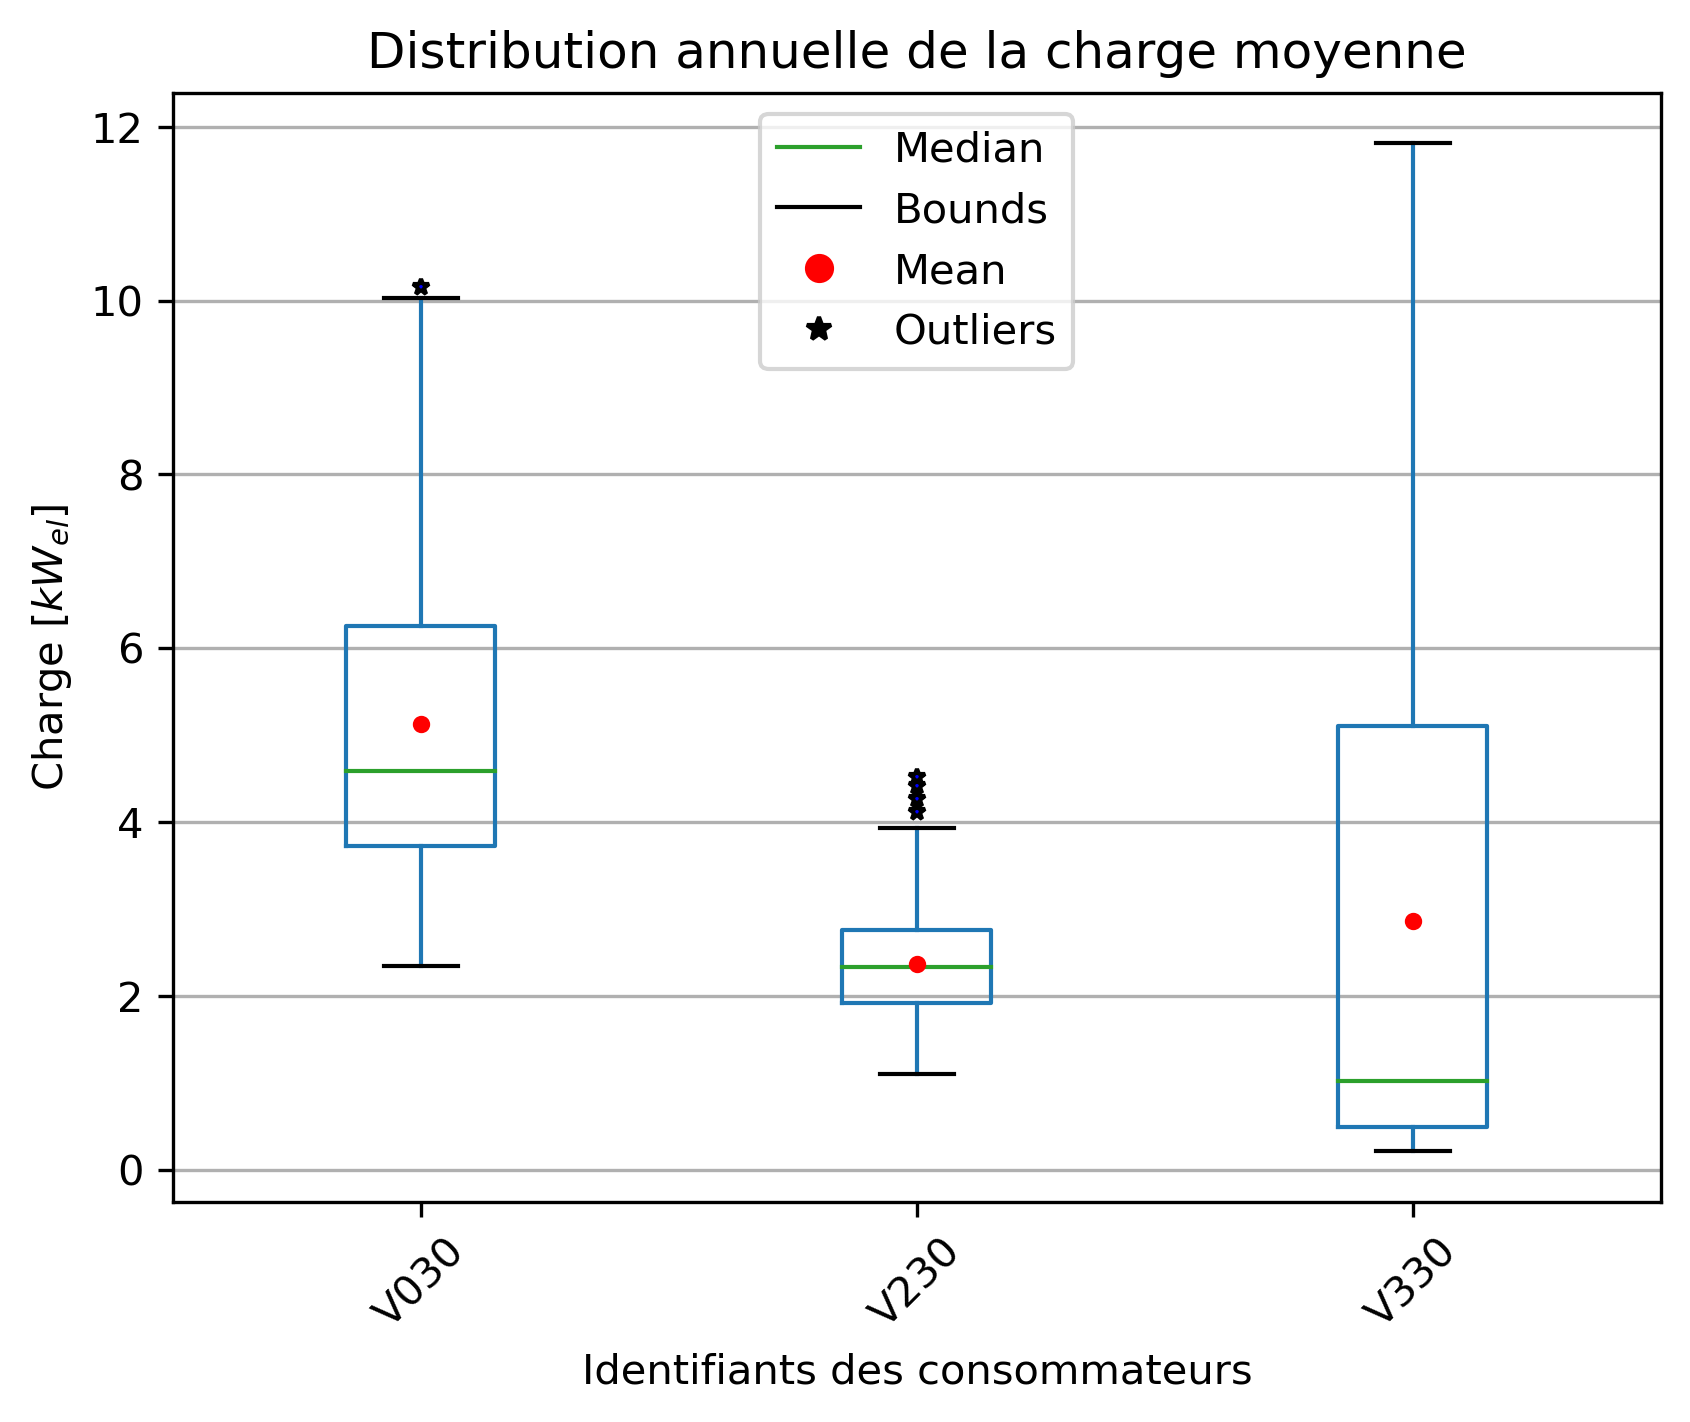 Distribution annuelle de la charge moyenne
12
10
8
6
4
2
0
Charge [kW_el]
Median
Bounds
Mean
Outliers
V030
V230
V330
Identifiants des consommateurs